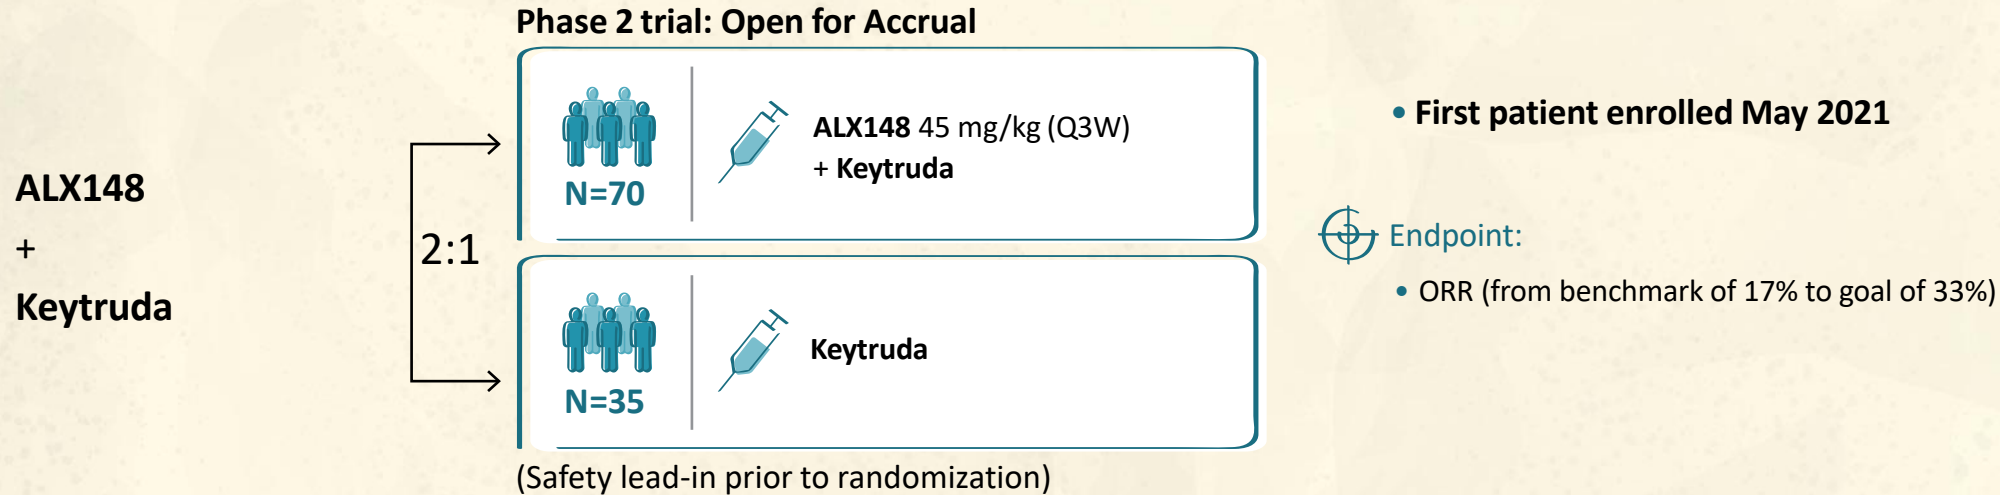 Phase 2 trial: Open for Accrual
ALX148
+
Keytruda
2:1
N=70
ALX148 45 mg/kg (Q3W)
+ Keytruda
N=35
Keytruda
(Safety lead-in prior to randomization)
• First patient enrolled May 2021
Endpoint:
• ORR (from benchmark of 17% to goal of 33%)